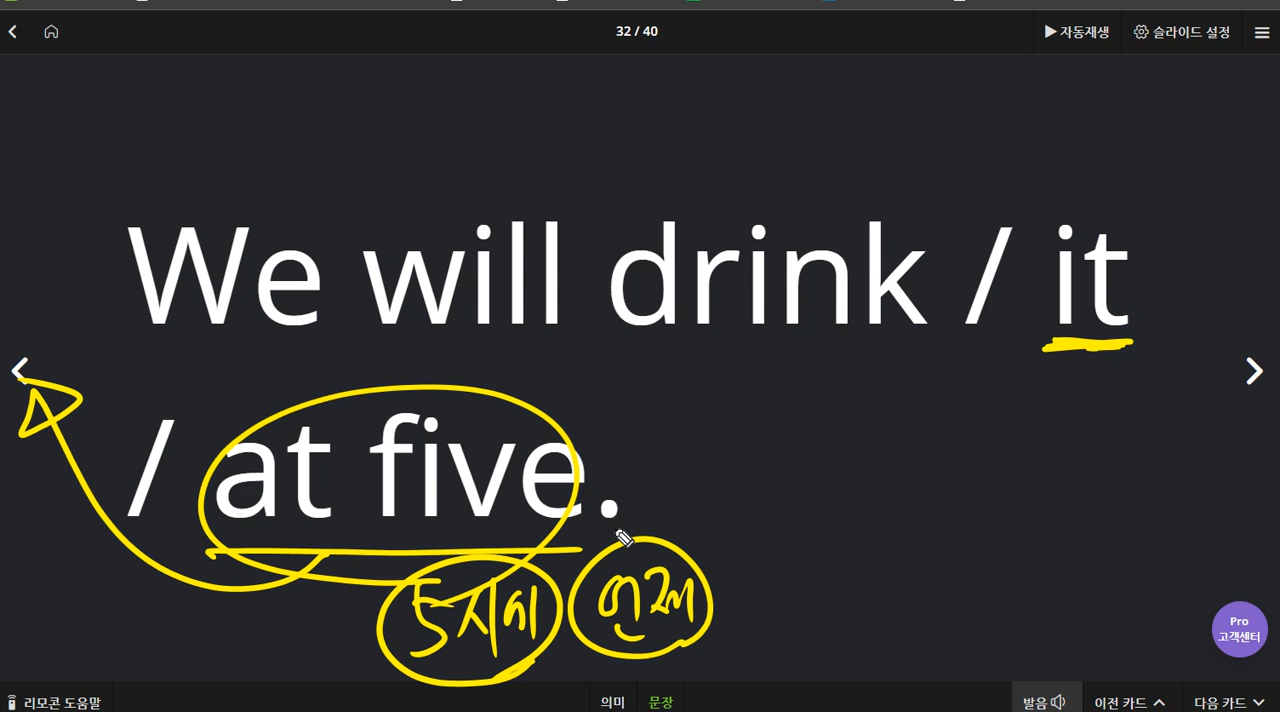 32 / 40
자동재생
슬라이드 설정
We will drink / it
/ at five.
5시에
Pro
고객센터
리모콘 도움말
의미
문장
발음
이전 카드
다음 카드